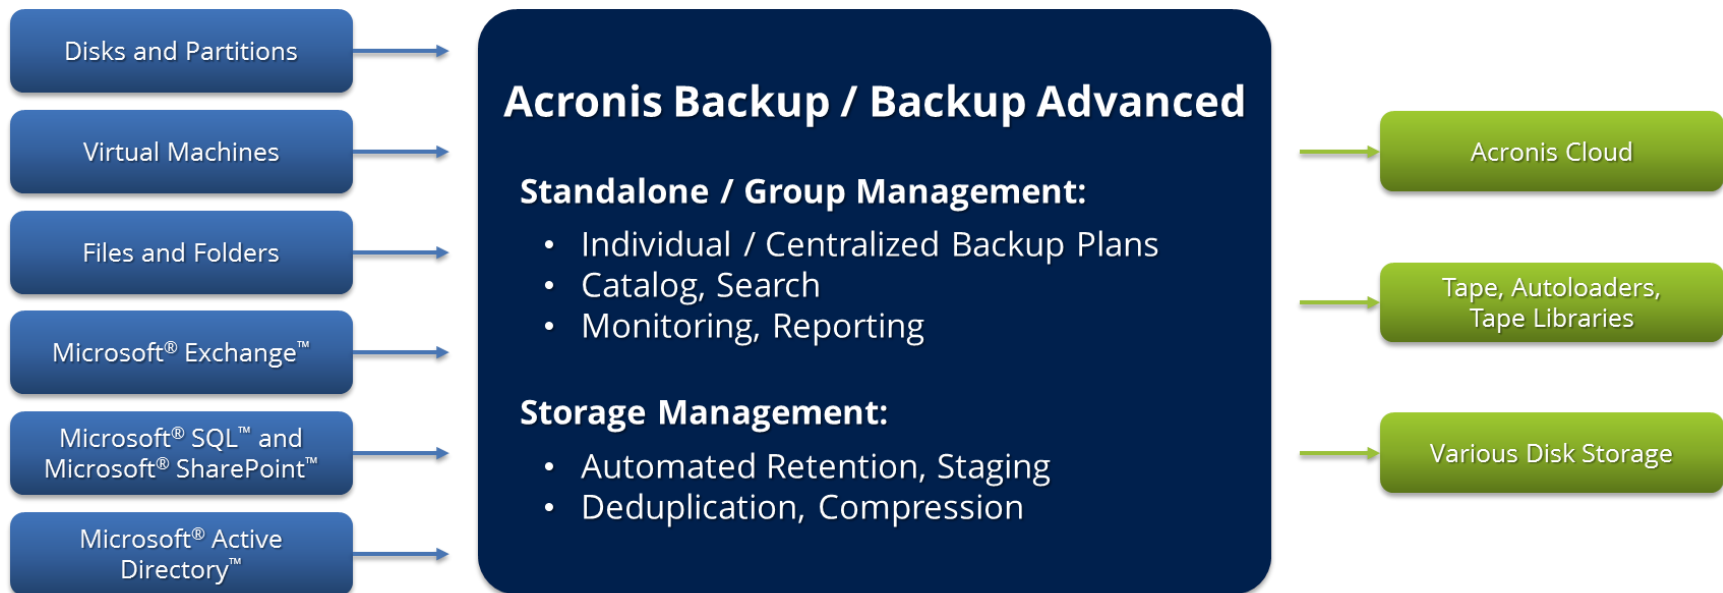 Disks and Partitions
Virtual Machines
Files and Folders
Microsoft® Exchange™
Microsoft® SQL™ and
Microsoft® SharePoint™
Microsoft® Active
Directory™
Acronis Backup / Backup Advanced
Standalone / Group Management:
• Individual / Centralized Backup Plans
• Catalog, Search
• Monitoring, Reporting
Storage Management:
• Automated Retention, Staging
• Deduplication, Compression
Acronis Cloud
Tape, Autoloaders,
Tape Libraries
Various Disk Storage